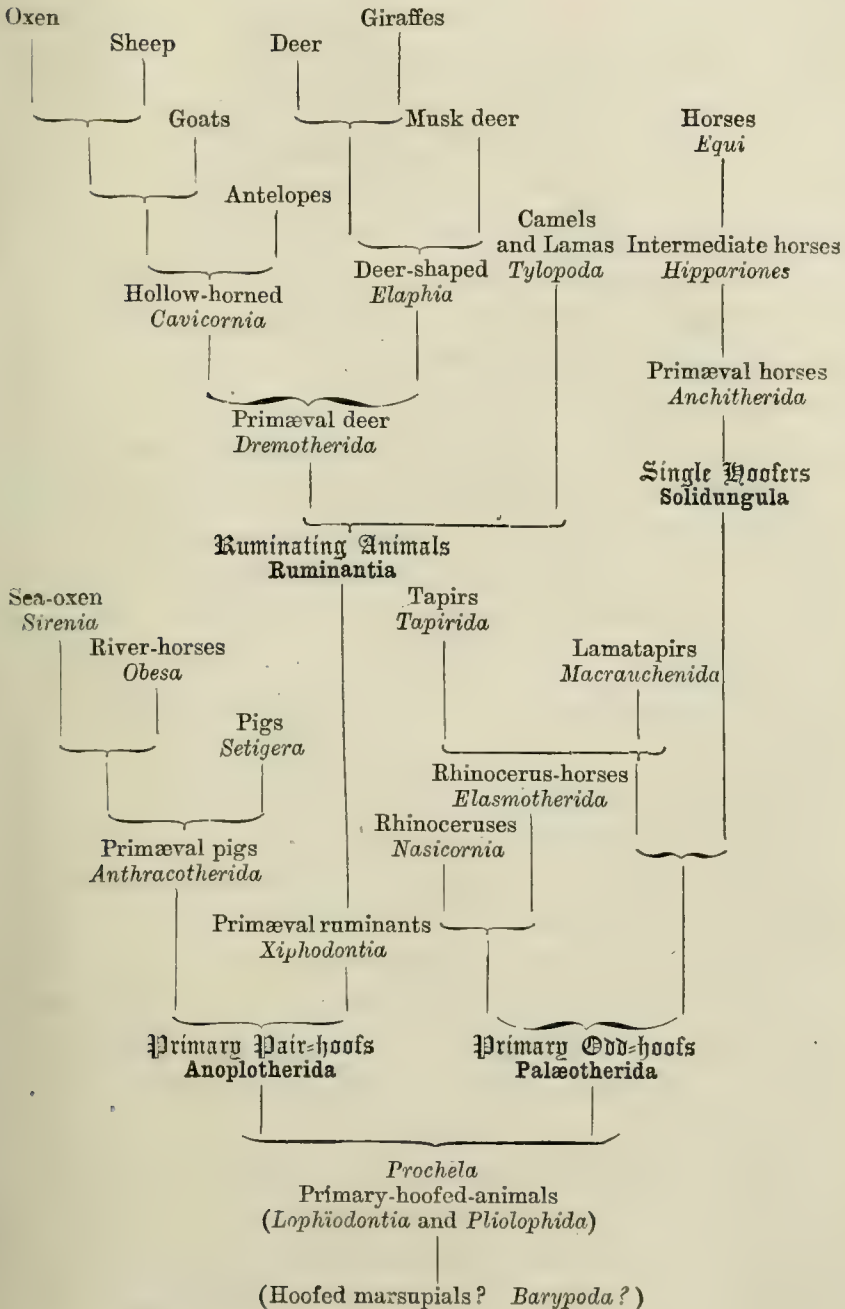 Oxen
Giraffes
Sheep
Deer
Goats
Musk deer
Horses
Equi
Antelopes
Camels
and Lamas
Tylopoda
Intermediate horses
Hippariones
Deer-shaped
Elaphia
Hollow-horned
Cavicornia
Primæval horses
Anchitherida
Primæval deer
Dremotherida
Single Hoofers
Solidungula
Ruminating Animals
Ruminantia
Sea-oxen
Sirenia
Tapirs
Tapirida
River-horses
Obesa
Lamatapirs
Macrauchenida
Pigs
Setigera
Rhinocerus-horses
Elasmotherida
Rhinoceruses
Nasicornia
Primæval pigs
Anthracotherida
Primæval ruminants
Xiphodontia
Primary Pair-hoofs
Anoplotherida
Primary Odd-hoofs
Palæotherida
Prochela
Primary-hoofed-animals
(Lophiodontia and Pliolophida)
(Hoofed marsupials? Barypoda?)